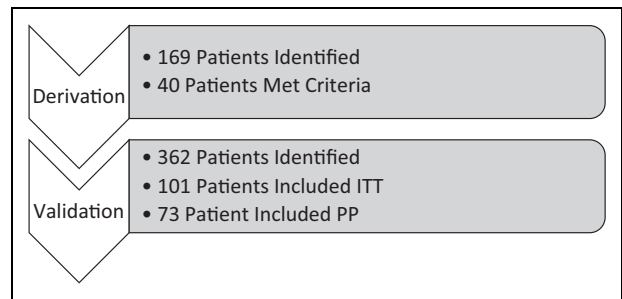 Derivation
• 169 Patients Identified
• 40 Patients Met Criteria
Validation
• 362 Patients Identified
• 101 Patients Included ITT
• 73 Patient Included PP